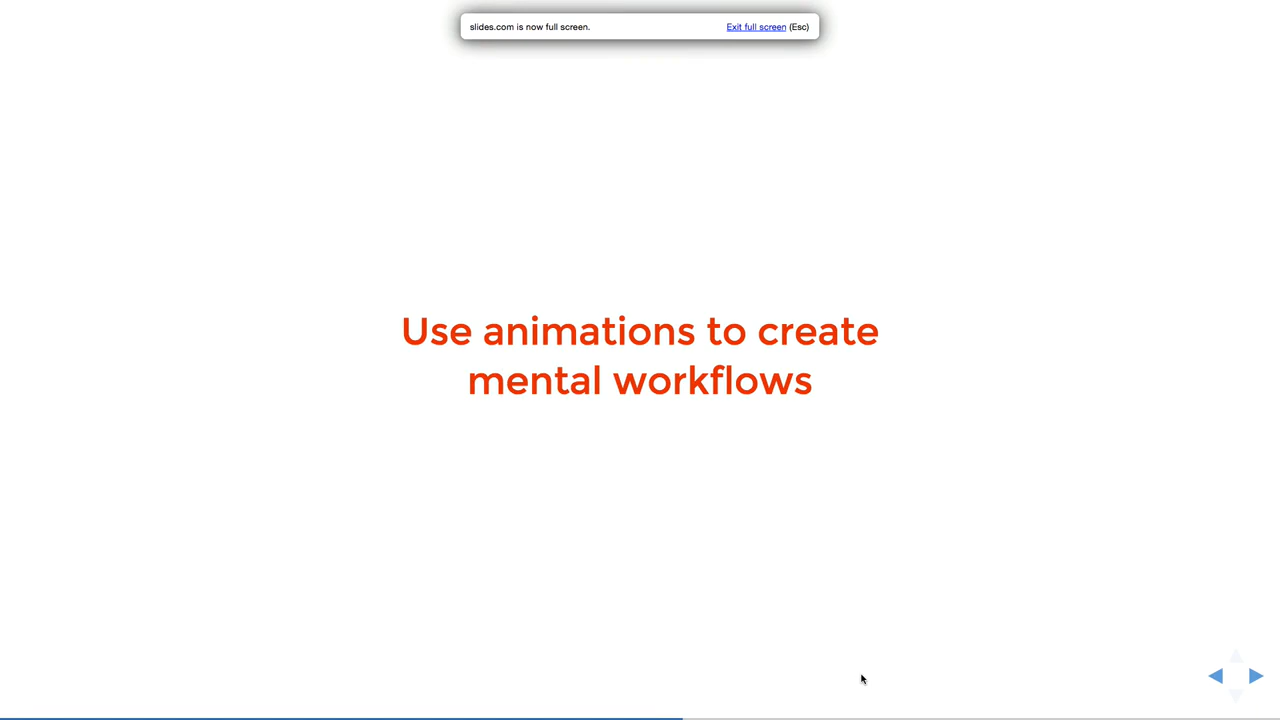 slides.com is now full screen. Exit full screen (Esc)
Use animations to create
mental workflows